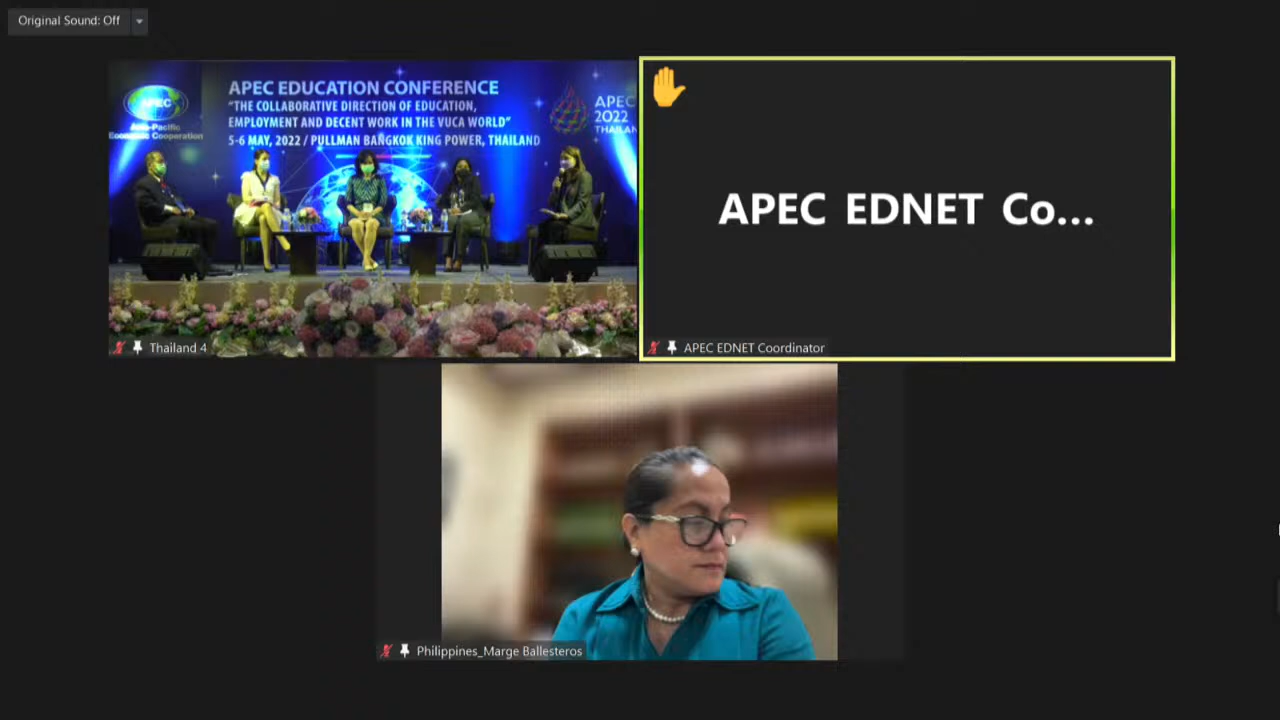 Original Sound: Off
APEC
Asia-Pacific
Economic Cooperation
APEC EDUCATION CONFERENCE
"THE COLLABORATIVE DIRECTION OF EDUCATION,
EMPLOYMENT AND DECENT WORK IN THE VUCA WORLD"
5-6 MAY, 2022 / PULLMAN BANGKOK KING POWER, THAILAND
APEC
2022
THAILAN
Thailand 4
APEC EDNET Co...
APEC EDNET Coordinator
Philippines_Marge Ballesteros